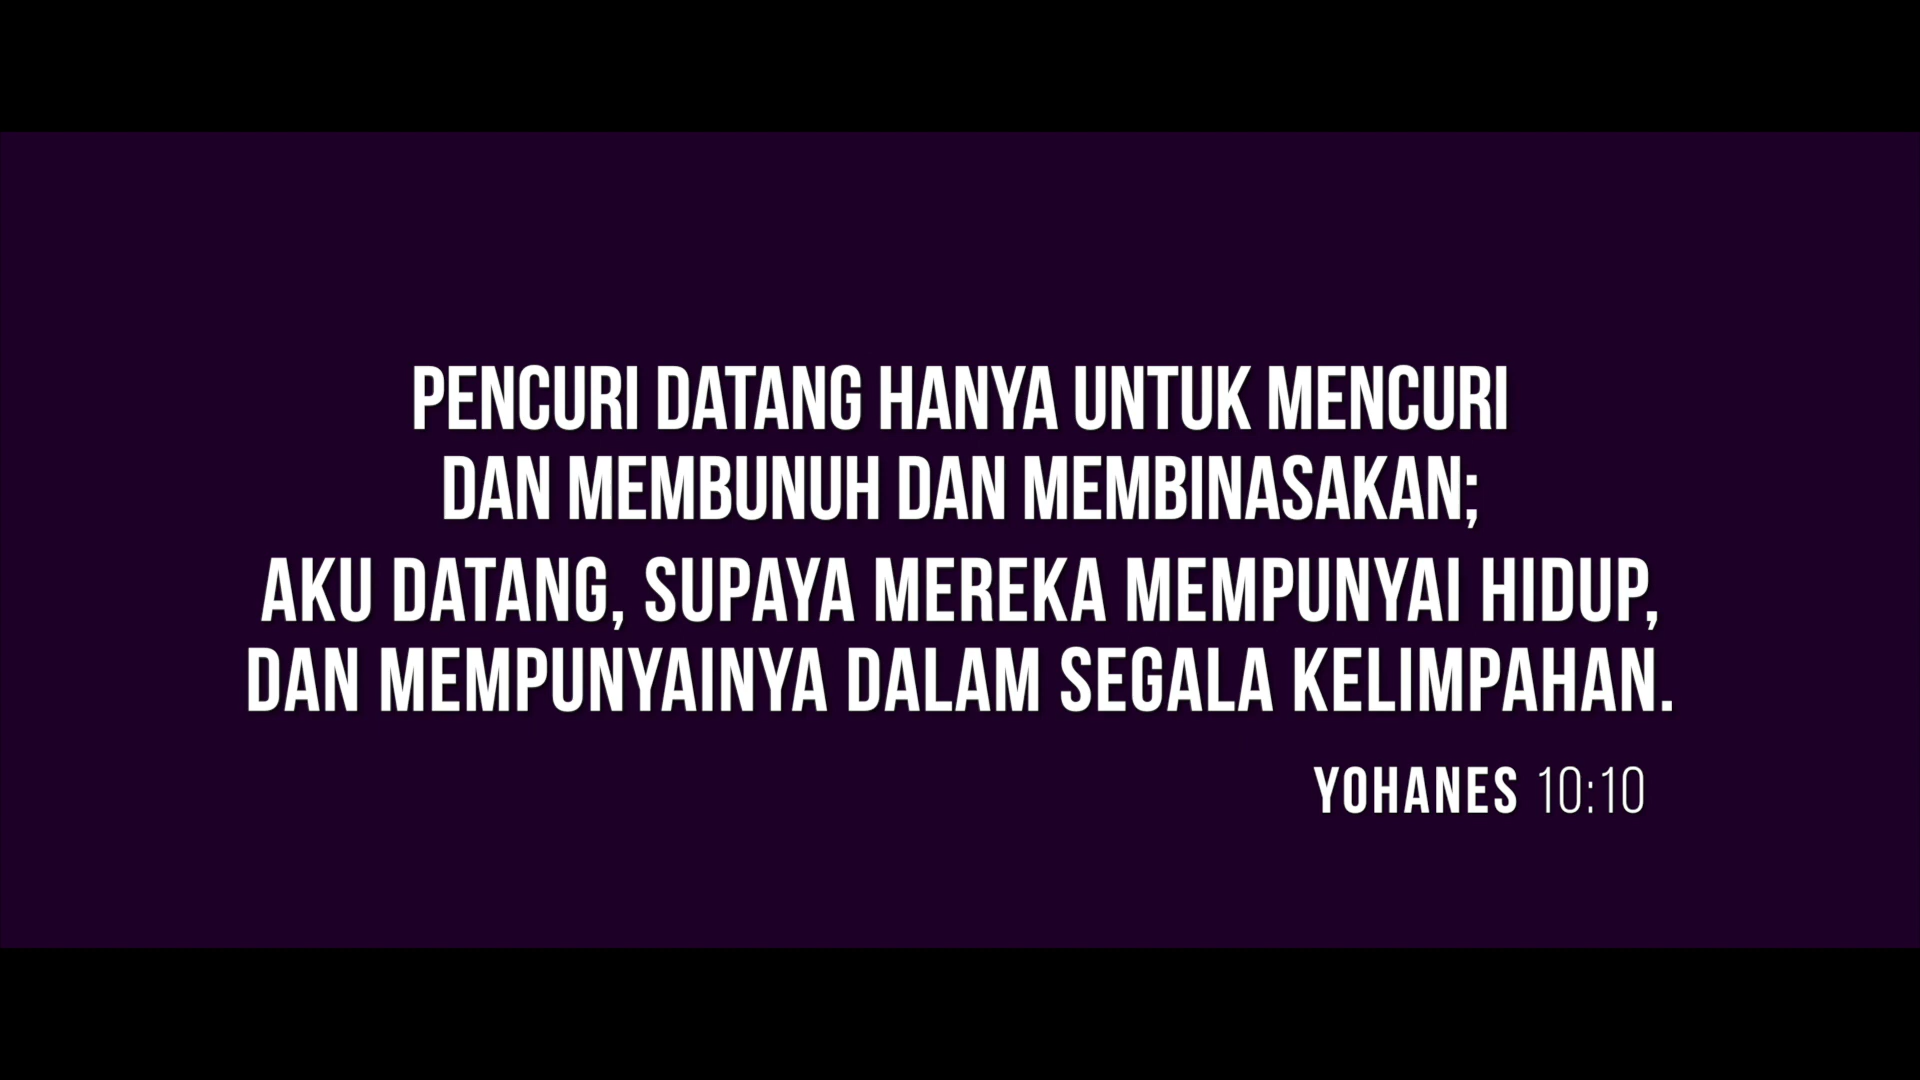 PENCURI DATANG HANYA UNTUK MENCURI
DAN MEMBUNUH DAN MEMBINASAKAN;
AKU DATANG, SUPAYA MEREKA MEMPUNYAI HIDUP,
DAN MEMPUNYAINYA DALAM SEGALA KELIMPAHAN.
YOHANES 10:10